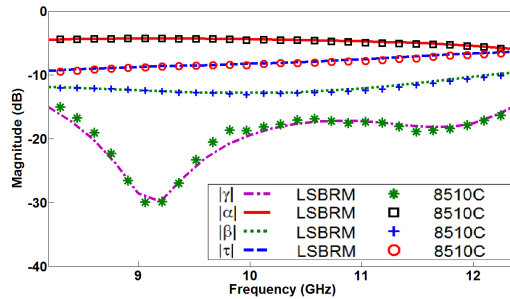 0
-10
-20
-30
-40
Magnitude (dB)
9
10
11
12
Frequency (GHz)
|γ| LSBRM 8510C
|α| LSBRM 8510C
|β| LSBRM 8510C
|τ| LSBRM 8510C